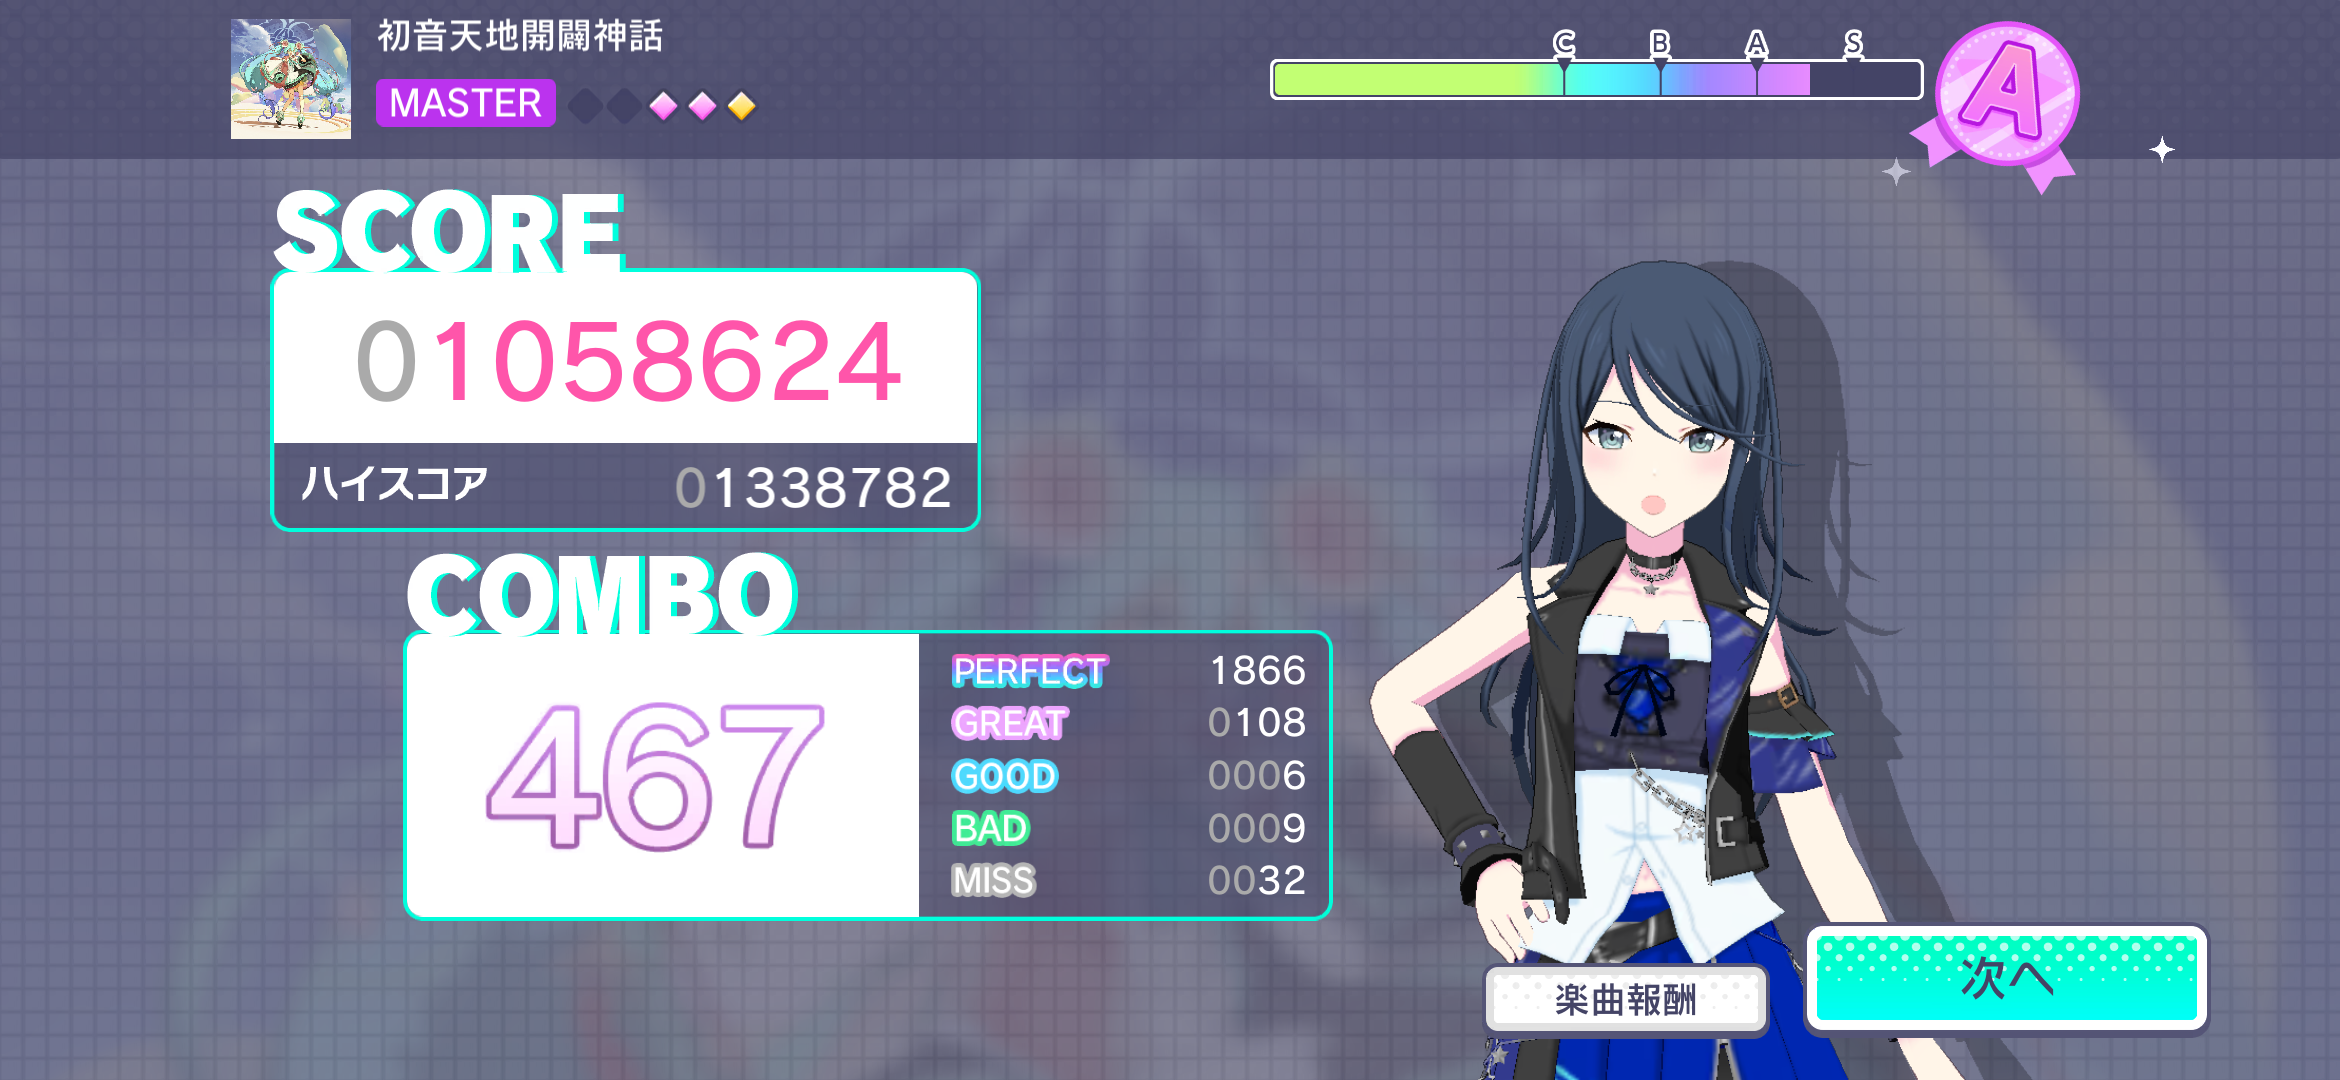 初音天地開闢神話
MASTER
C B A S
A
SCORE
01058624
ハイスコア 01338782
COMBO
467
PERFECT 1866
GREAT 0108
GOOD 0006
BAD 0009
MISS 0032
楽曲報酬
次へ